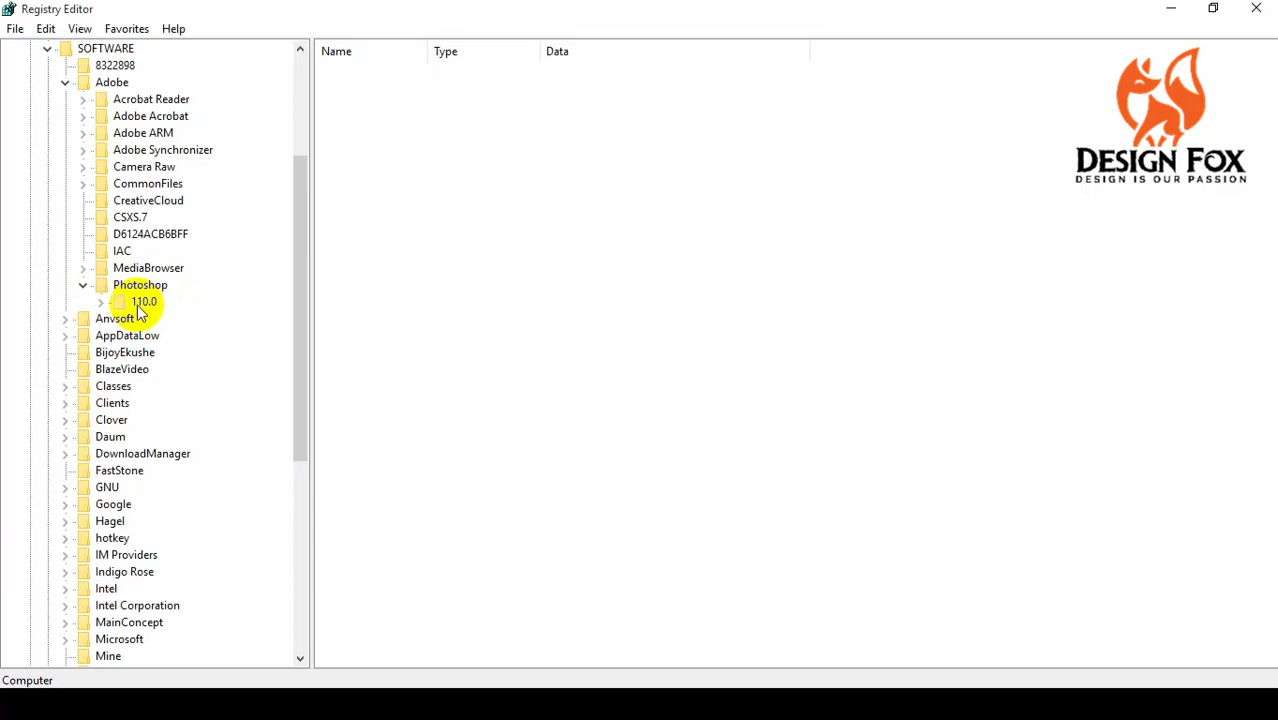 Registry Editor
File Edit View Favorites Help
SOFTWARE
8322898
Adobe
Acrobat Reader
Adobe Acrobat
Adobe ARM
Adobe Synchronizer
Camera Raw
CommonFiles
CreativeCloud
CSXS.7
D6124ACB6BFF
IAC
MediaBrowser
Photoshop
110.0
Anvsoft
AppDataLow
BijoyEkushe
BlazeVideo
Classes
Clients
Clover
Daum
DownloadManager
FastStone
GNU
Google
Hagel
hotkey
IM Providers
Indigo Rose
Intel
Intel Corporation
MainConcept
Microsoft
Mine
Name Type Data
DESIGN FOX
DESIGN IS OUR PASSION
Computer